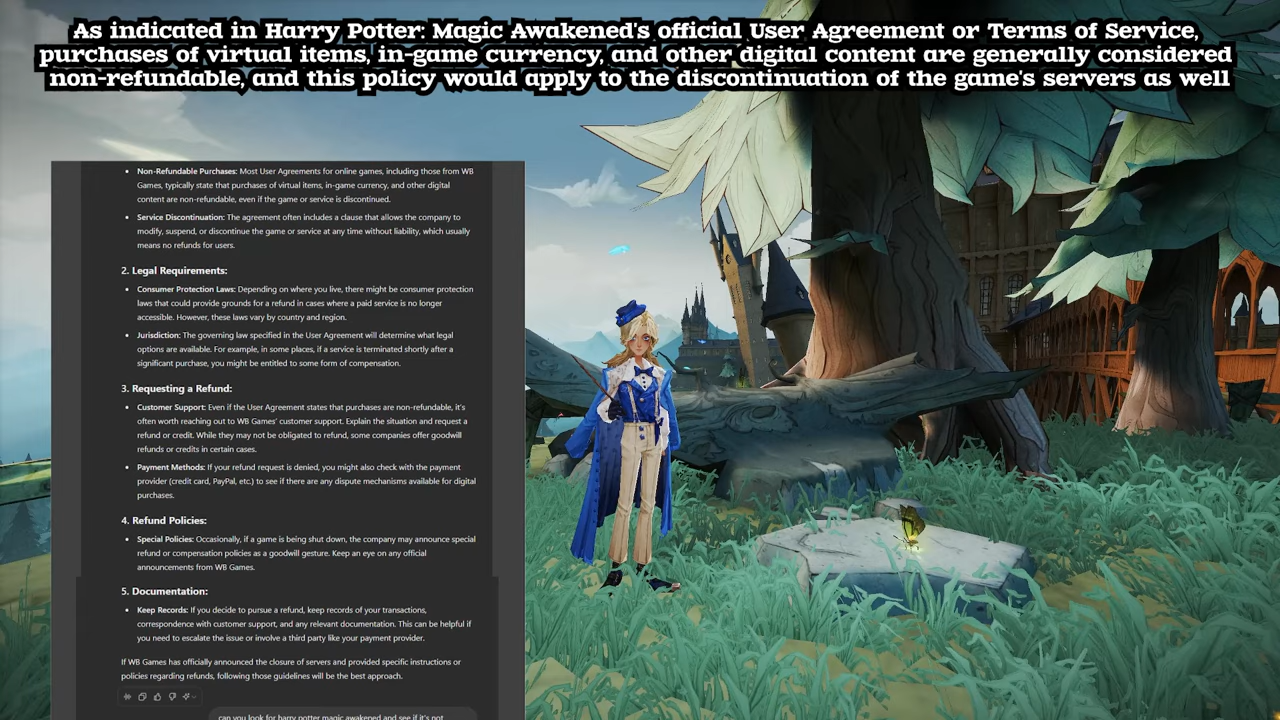 As indicated in Harry Potter: Magic Awakened's official User Agreement or Terms of Service,
purchases of virtual items, in-game currency, and other digital content are generally considered
non-refundable, and this policy would apply to the discontinuation of the game's servers as well
• Non-Refundable Purchases: Most User Agreements for online games, including those from WB
Games, typically state that purchases of virtual items, in-game currency, and other digital
content are non-refundable, even if the game or service is discontinued.
• Service Discontinuation: The agreement often includes a clause that allows the company to
modify, suspend, or discontinue the game or service at any time without liability, which usually
means no refunds for users.
2. Legal Requirements:
• Consumer Protection Laws: Depending on where you live, there might be consumer protection
laws that could provide grounds for a refund in cases where a paid service is no longer
accessible. However, these laws vary by country and region.
• Jurisdiction: The governing law specified in the User Agreement will determine what legal
options are available. For example, in some places, if a service is terminated shortly after a
significant purchase, you might be entitled to some form of compensation.
3. Requesting a Refund:
• Customer Support: Even if the User Agreement states that purchases are non-refundable, it's
often worth reaching out to WB Games' customer support. Explain the situation and request a
refund or credit. While they may not be obligated to refund, some companies offer goodwill
refunds or credits in certain cases.
• Payment Methods: If your refund request is denied, you might also check with the payment
provider (credit card, PayPal, etc.) to see if there are any dispute mechanisms available for digital
purchases.
4. Refund Policies:
• Special Policies: Occasionally, if a game is being shut down, the company may announce special
refund or compensation policies as a goodwill gesture. Keep an eye on any official
announcements from WB Games.
5. Documentation:
• Keep Records: If you decide to pursue a refund, keep records of your transactions,
correspondence with customer support, and any relevant documentation. This can be helpful if
you need to escalate the issue or involve a third party like your payment provider.
If WB Games has officially announced the closure of servers and provided specific instructions or
policies regarding refunds, following those guidelines will be the best approach.
can you look for harry potter magic awakened and see if it's not